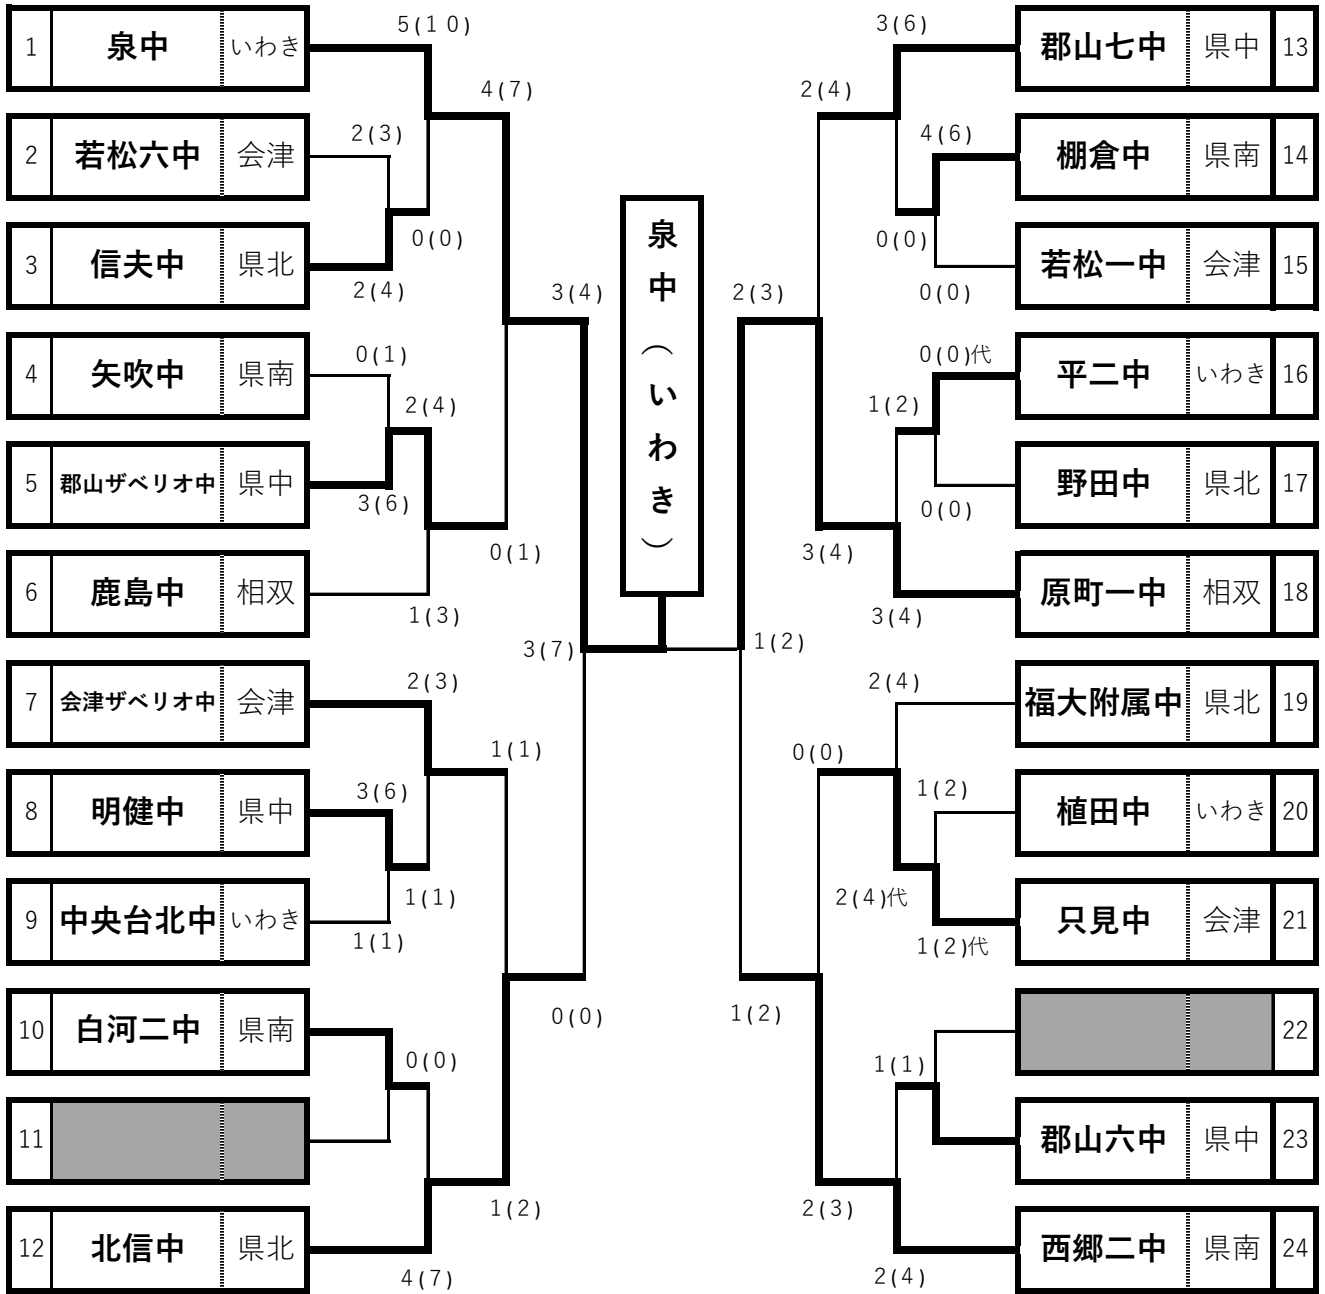 1 泉中 いわき
5(10)
4(7)
2 若松六中 会津
2(3)
0(0)
3 信夫中 県北
2(4)
3(4)
4 矢吹中 県南
0(1)
2(4)
5 郡山ザベリオ中 県中
3(6)
0(1)
6 鹿島中 相双
1(3)
3(7)
7 会津ザベリオ中 会津
2(3)
1(1)
8 明健中 県中
3(6)
1(1)
9 中央台北中 いわき
1(1)
0(0)
10 白河二中 県南
0(0)
11
1(2)
12 北信中 県北
4(7)
泉中（いわき）
3(6)
郡山七中 県中 13
2(4)
4(6)
棚倉中 県南 14
0(0)
若松一中 会津 15
0(0)
2(3)
0(0)代
平二中 いわき 16
1(2)
野田中 県北 17
0(0)
3(4)
原町一中 相双 18
3(4)
1(2)
2(4)
福大附属中 県北 19
0(0)
1(2)
植田中 いわき 20
2(4)代
只見中 会津 21
1(2)代
1(2)
22
1(1)
郡山六中 県中 23
2(3)
西郷二中 県南 24
2(4)